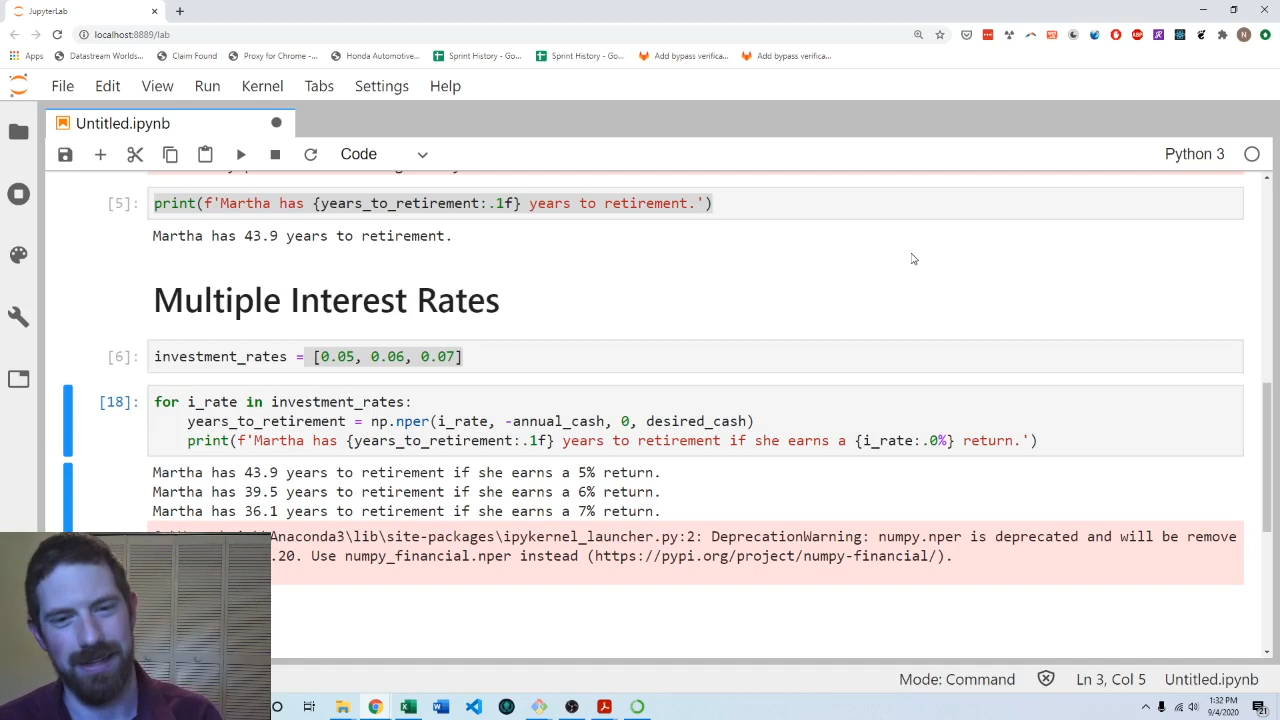 JupyterLab
localhost:8889/lab
Apps Datastream Works... Claim Found Proxy for Chrome -... Honda Automotive... Sprint History - Go... Sprint History - Go... Add bypass verifica... Add bypass verifica...
File Edit View Run Kernel Tabs Settings Help
Untitled.ipynb
Code Python 3
[5]: print(f'Martha has {years_to_retirement:.1f} years to retirement.')
Martha has 43.9 years to retirement.
Multiple Interest Rates
[6]: investment_rates = [0.05, 0.06, 0.07]
[18]: for i_rate in investment_rates:
years_to_retirement = np.nper(i_rate, -annual_cash, 0, desired_cash)
print(f'Martha has {years_to_retirement:.1f} years to retirement if she earns a {i_rate:.0%} return.')
Martha has 43.9 years to retirement if she earns a 5% return.
Martha has 39.5 years to retirement if she earns a 6% return.
Martha has 36.1 years to retirement if she earns a 7% return.
Anaconda3\lib\site-packages\ipykernel_launcher.py:2: DeprecationWarning: numpy.nper is deprecated and will be remove
.20. Use numpy_financial.nper instead (https://pypi.org/project/numpy-financial/).
Mode: Command Ln 3, Col 5 Untitled.ipynb
1:32 PM
9/4/2020